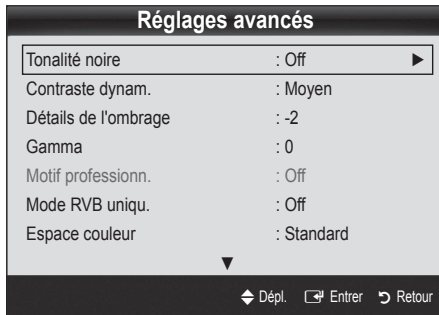 Réglages avancés
Tonalité noire : Off ►
Contraste dynam. : Moyen
Détails de l'ombrage : -2
Gamma : 0
Motif professionn. : Off
Mode RVB uniqu. : Off
Espace couleur : Standard
▼
Dépl. Entrer Retour